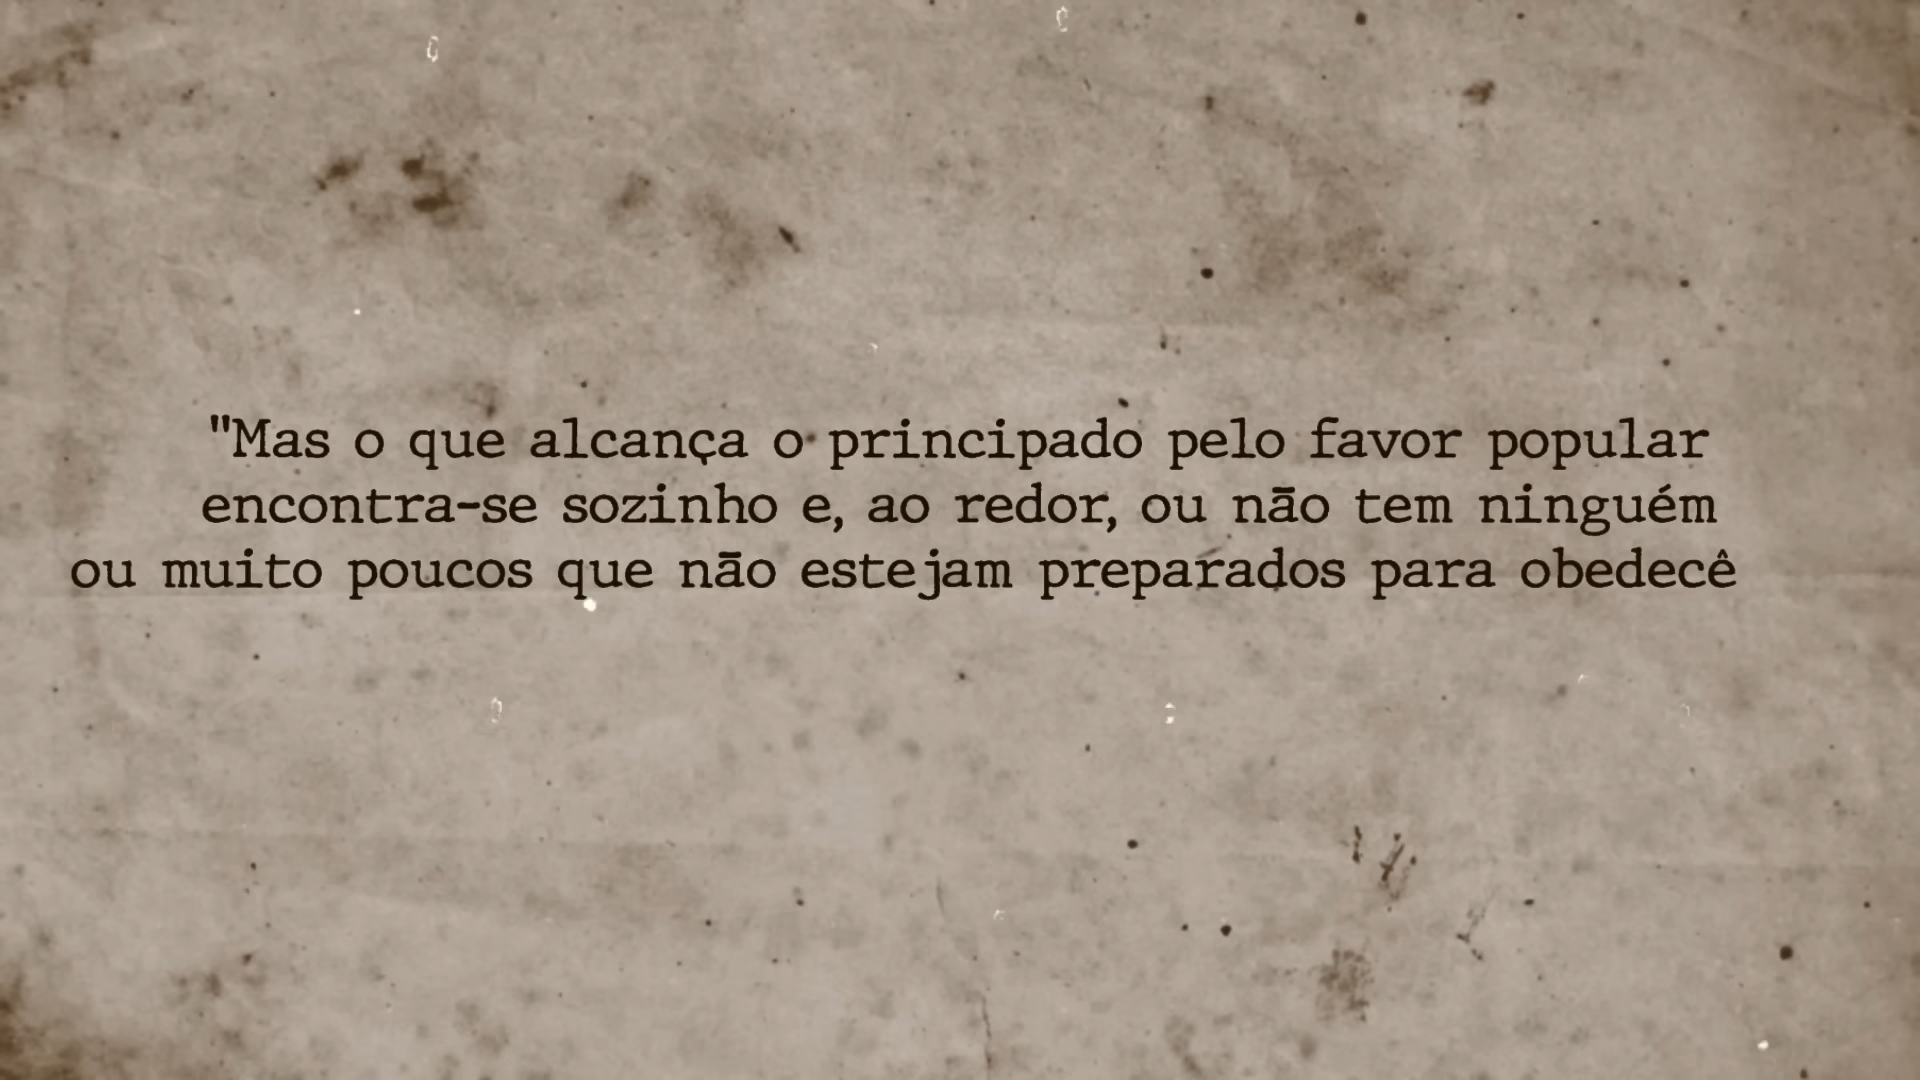 "Mas o que alcança o principado pelo favor popular
encontra-se sozinho e, ao redor, ou não tem ninguém
ou muito poucos que não estejam preparados para obedecê